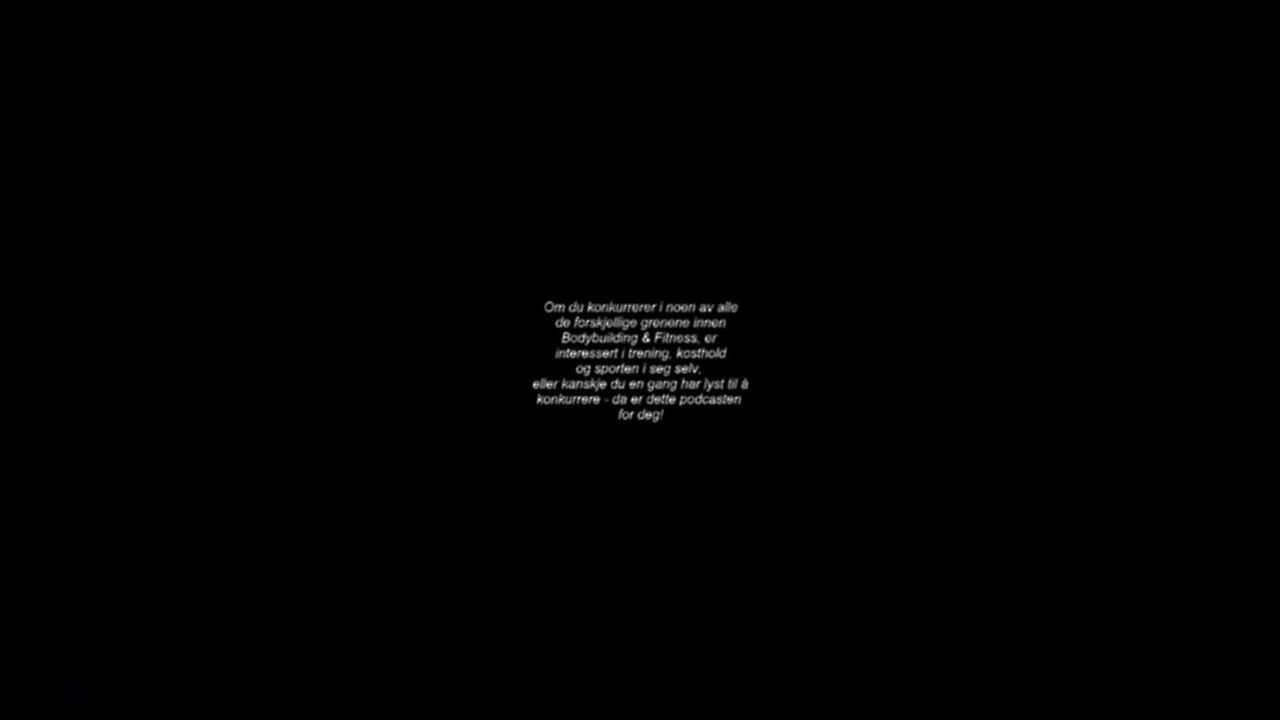 Om du konkurrerer i noen av alle
de forskjellige grenene innen
Bodybuilding & Fitness, er
interessert i trening, kosthold
og sporten i seg selv,
eller kanskje du en gang har lyst til å
konkurrere - da er dette podcasten
for deg!